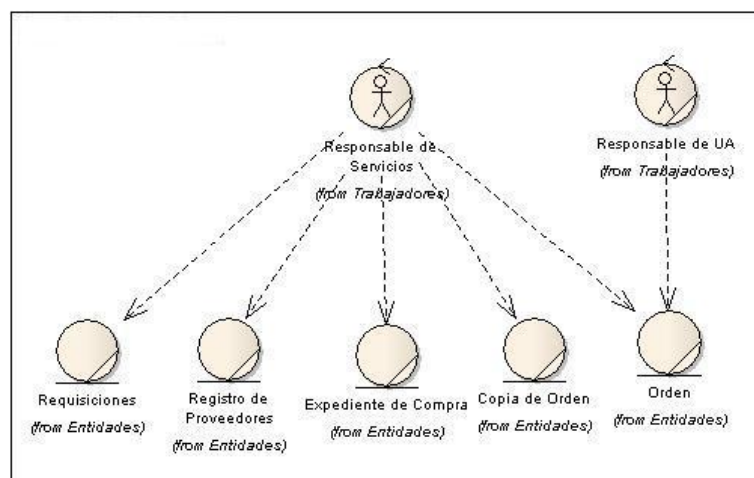 Responsable de
Servicios
(from Trabajadores)
Responsable de UA
(from Trabajadores)
Requisiciones
(from Entidades)
Registro de
Proveedores
(from Entidades)
Expediente de Compra
(from Entidades)
Copia de Orden
(from Entidades)
Orden
(from Entidades)